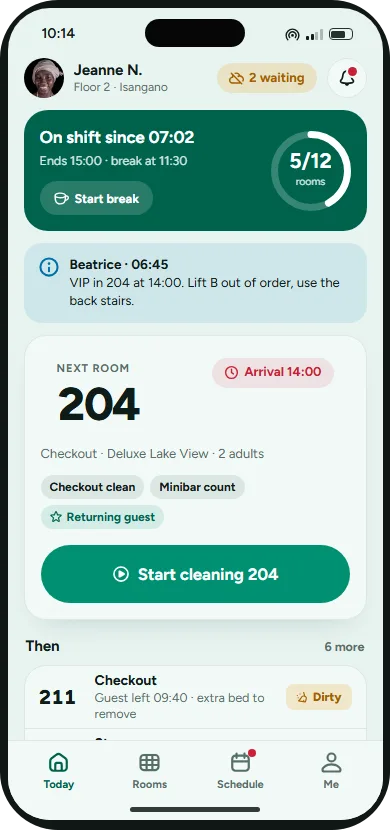 10:14
Jeanne N.
Floor 2 · Isangano
2 waiting
On shift since 07:02
Ends 15:00 · break at 11:30
Start break
5/12
rooms
Beatrice · 06:45
VIP in 204 at 14:00. Lift B out of order, use the
back stairs.
NEXT ROOM
204
Arrival 14:00
Checkout · Deluxe Lake View · 2 adults
Checkout clean
Minibar count
Returning guest
Start cleaning 204
Then
6 more
211
Checkout
Guest left 09:40 · extra bed to
remove
Dirty
Today
Rooms
Schedule
Me